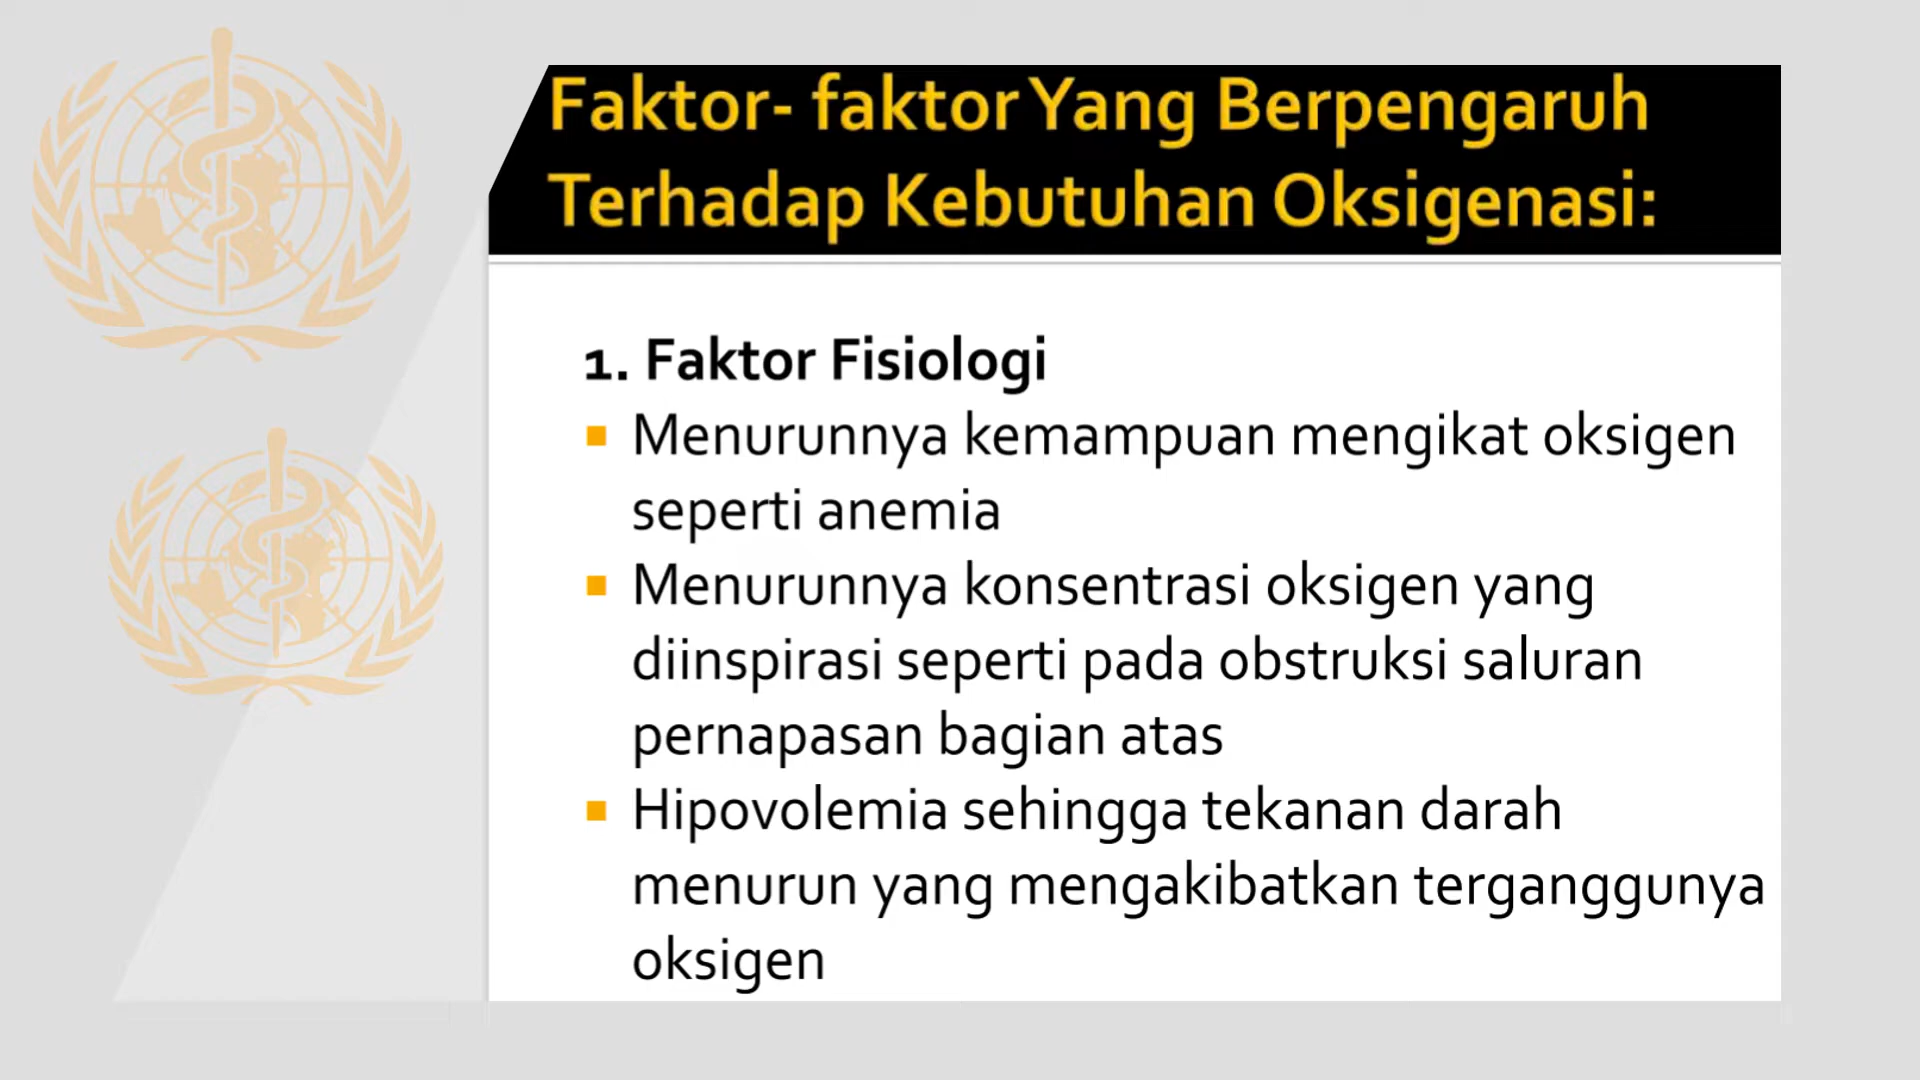 Faktor- faktor Yang Berpengaruh
Terhadap Kebutuhan Oksigenasi:
1. Faktor Fisiologi
▪ Menurunnya kemampuan mengikat oksigen
seperti anemia
▪ Menurunnya konsentrasi oksigen yang
diinspirasi seperti pada obstruksi saluran
pernapasan bagian atas
▪ Hipovolemia sehingga tekanan darah
menurun yang mengakibatkan terganggunya
oksigen